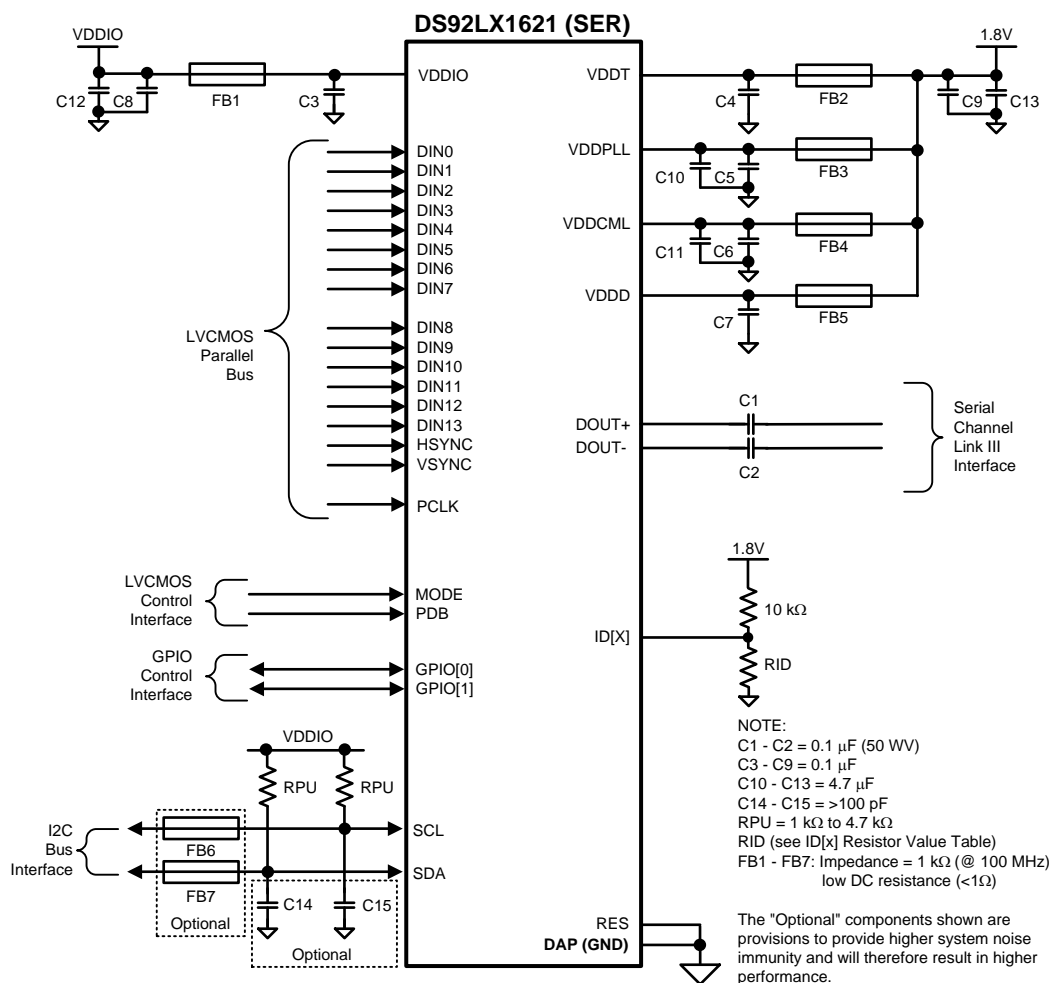 DS92LX1621 (SER)
VDDIO
1.8V
VDDIO
VDDT
C12
C8
FB1
C3
C4
FB2
C9
C13
DIN0
DIN1
DIN2
DIN3
DIN4
DIN5
DIN6
DIN7
VDDPLL
C10
C5
FB3
VDDCML
C11
C6
FB4
VDDD
C7
FB5
LVCMOS
Parallel
Bus
DIN8
DIN9
DIN10
DIN11
DIN12
DIN13
HSYNC
VSYNC
PCLK
C1
DOUT+
DOUT-
C2
Serial
Channel
Link III
Interface
LVCMOS
Control
Interface
MODE
PDB
1.8V
10 kΩ
ID[X]
RID
GPIO
Control
Interface
GPIO[0]
GPIO[1]
VDDIO
RPU
RPU
I2C
Bus
Interface
FB6
FB7
Optional
SCL
SDA
C14
C15
Optional
NOTE:
C1 - C2 = 0.1 μF (50 WV)
C3 - C9 = 0.1 μF
C10 - C13 = 4.7 μF
C14 - C15 = >100 pF
RPU = 1 kΩ to 4.7 kΩ
RID (see ID[x] Resistor Value Table)
FB1 - FB7: Impedance = 1 kΩ (@ 100 MHz)
low DC resistance (<1Ω)
RES
DAP (GND)
The "Optional" components shown are
provisions to provide higher system noise
immunity and will therefore result in higher
performance.